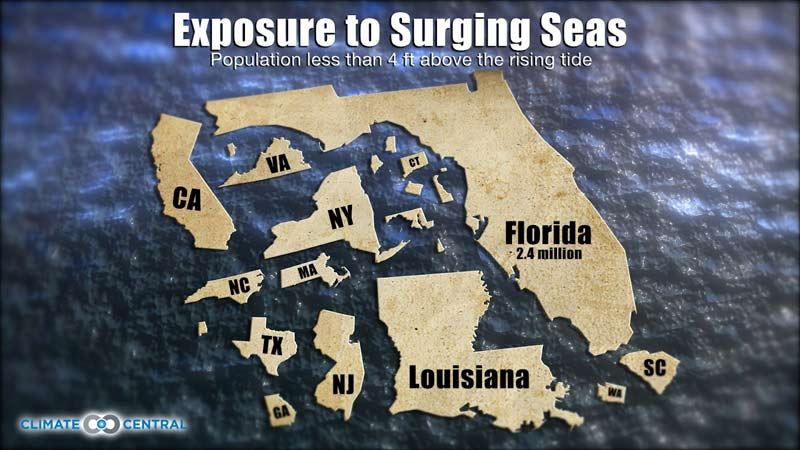 Exposure to Surging Seas
Population less than 4 ft above the rising tide
VA
CT
CA
NY
Florida
2.4 million
MA
NC
TX
SC
NJ
Louisiana
WA
GA
CLIMATE CENTRAL